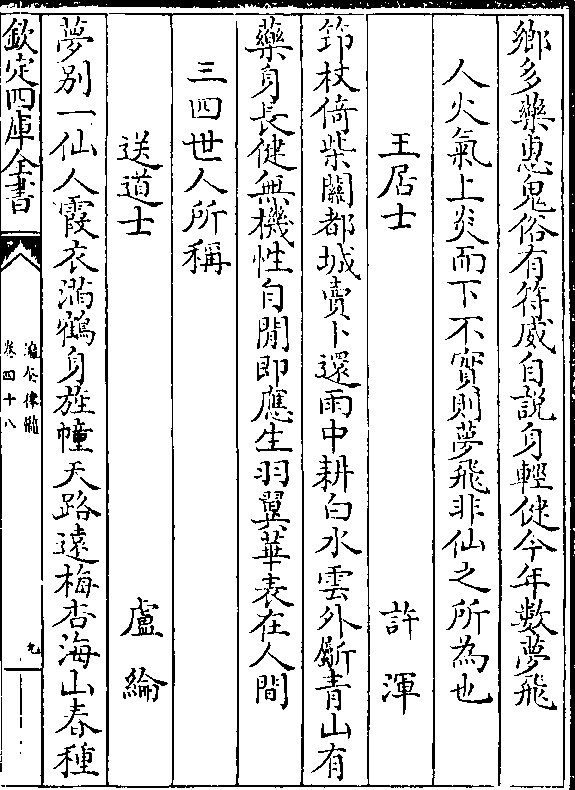 鄉多藥惠鬼俗有符威自説身輕健今年數夢飛
人火氣上炎而下不實則夢飛非仙之所為也
王居士　許渾
筇杖倚柴關都城賣卜還雨中耕白水雲外斸青山有
藥身長健無機性自閒即應生羽翼華表在人間
三四世人所稱
送道士　盧綸
夢别一仙人霞衣滿鶴身旌幢天路遠梅杏海山春種
欽定四庫全書
瀛奎律髓
卷四十八
九